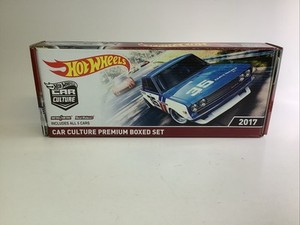 HOT WHEELS
CAR
CULTURE
36
INCLUDES ALL 5 CARS
CAR CULTURE PREMIUM BOXED SET
2017